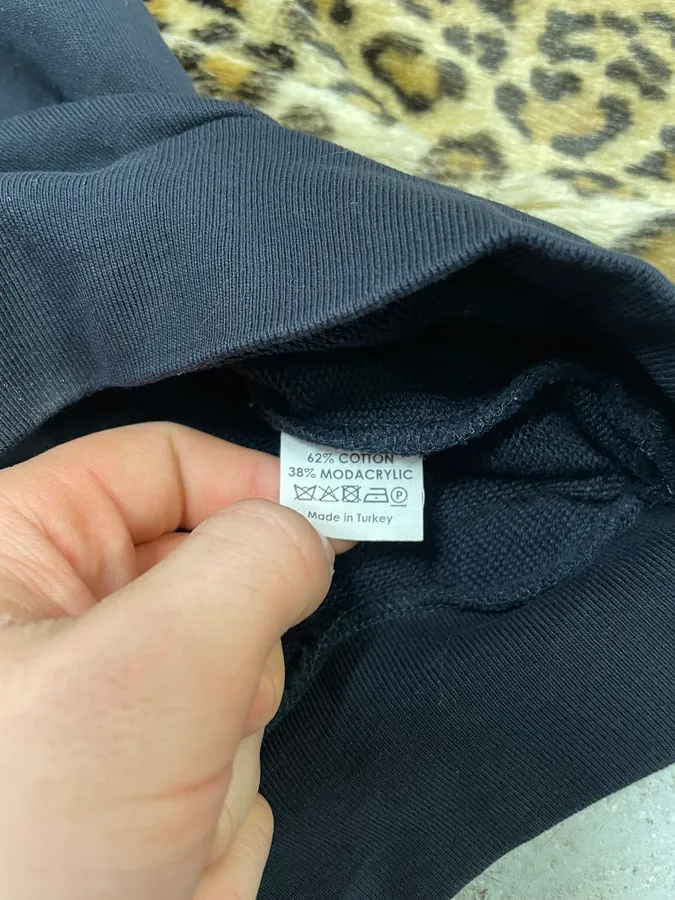 62% COTTON
38% MODACRYLIC
P
Made in Turkey